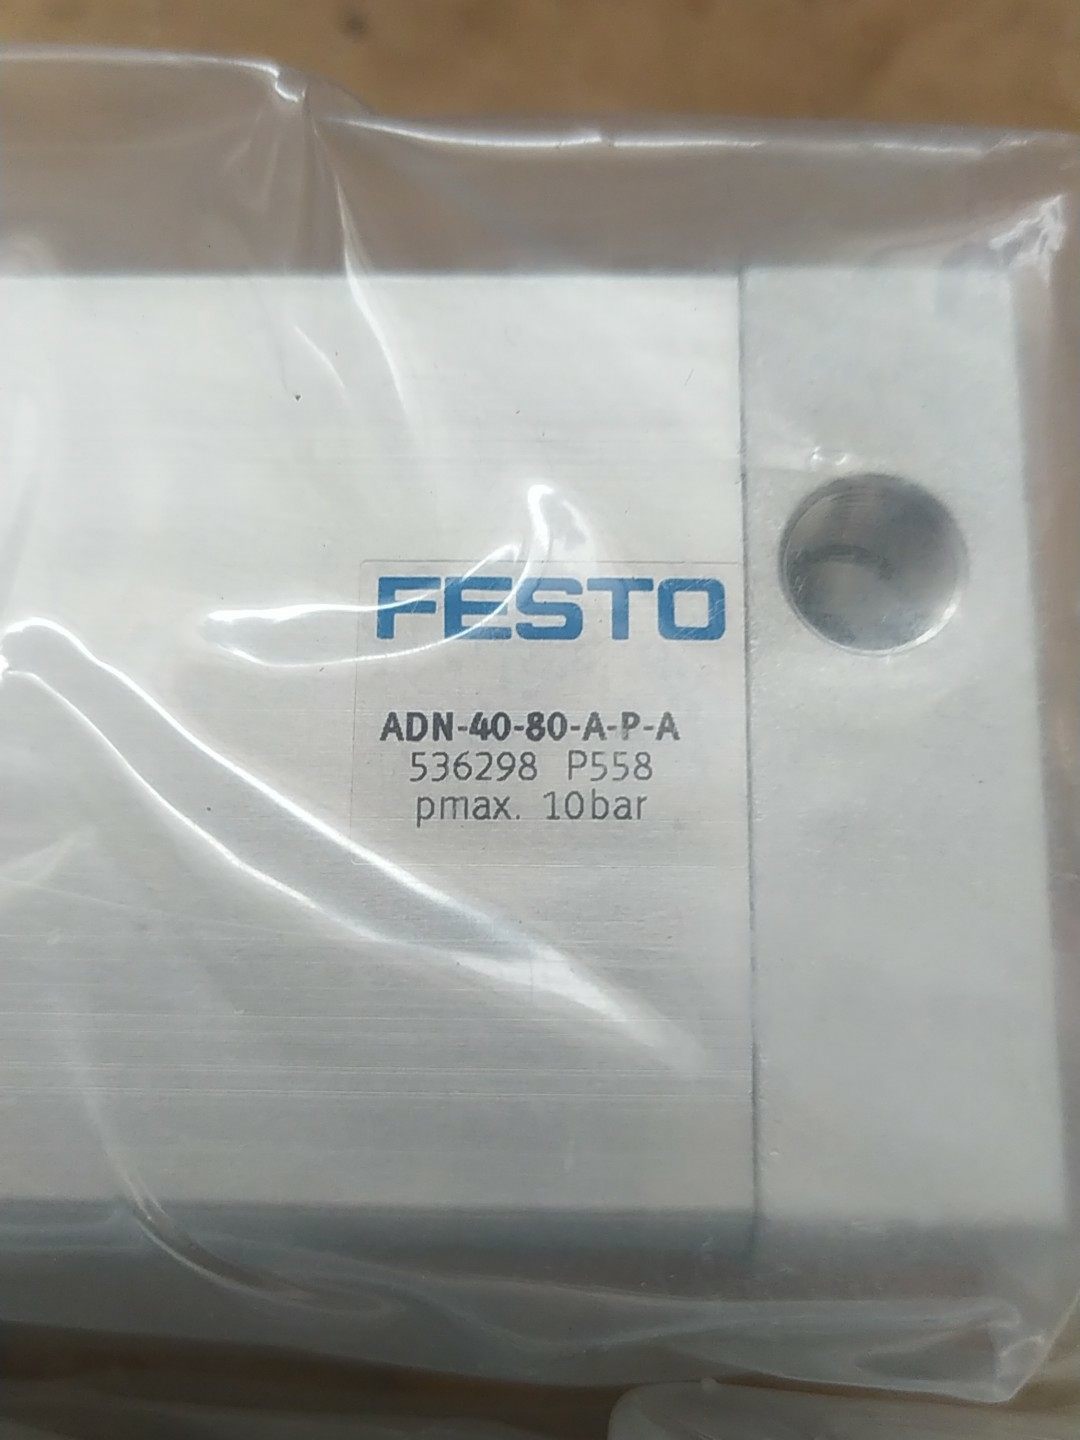 FESTO
ADN-40-80-A-P-A
536298 P558
pmax. 10bar